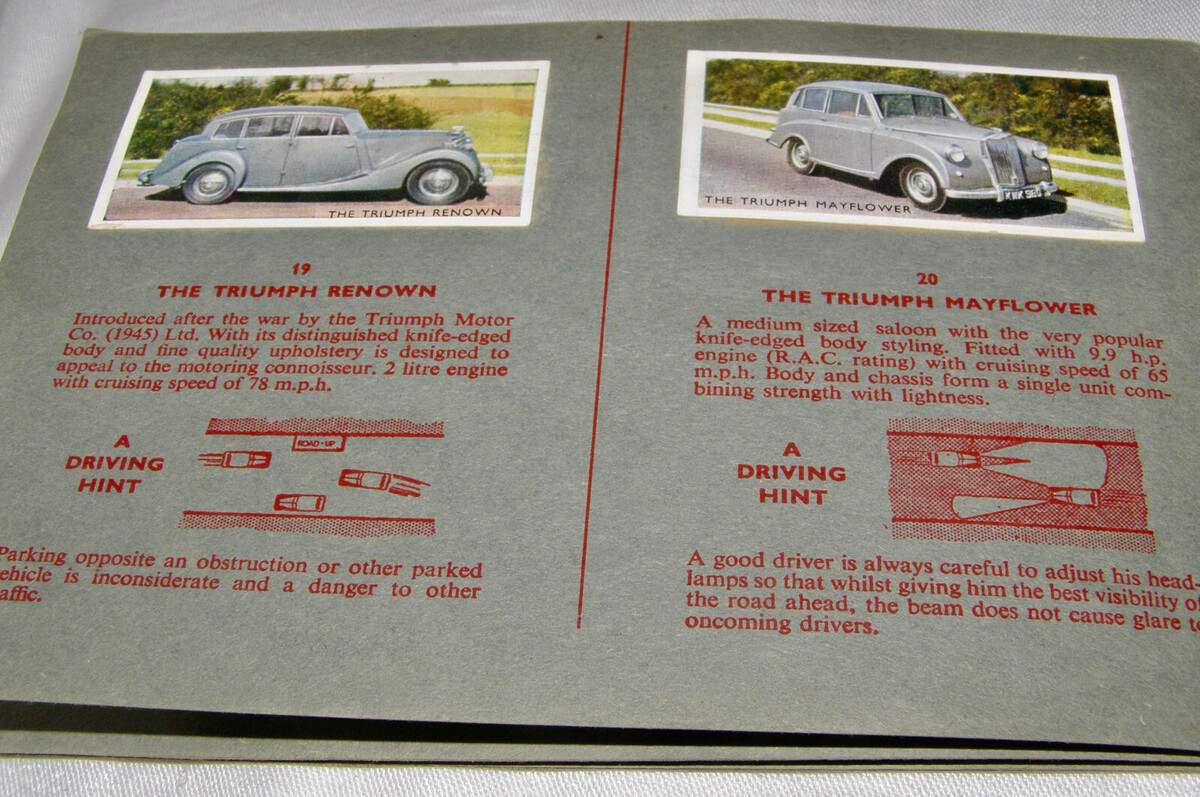 THE TRIUMPH RENOWN
19
THE TRIUMPH RENOWN
Introduced after the war by the Triumph Motor
Co. (1945) Ltd. With its distinguished knife-edged
body and fine quality upholstery is designed to
appeal to the motoring connoisseur. 2 litre engine
with cruising speed of 78 m.p.h.
A
DRIVING
HINT
ROAD-UP
Parking opposite an obstruction or other parked
ehicle is inconsiderate and a danger to other
affic.
THE TRIUMPH MAYFLOWER
20
THE TRIUMPH MAYFLOWER
A medium sized saloon with the very popular
knife-edged body styling. Fitted with 9.9 h.p.
engine (R.A.C. rating) with cruising speed of 65
m.p.h. Body and chassis form a single unit com-
bining strength with lightness.
A
DRIVING
HINT
A good driver is always careful to adjust his head-
lamps so that whilst giving him the best visibility of
the road ahead, the beam does not cause glare to
oncoming drivers.